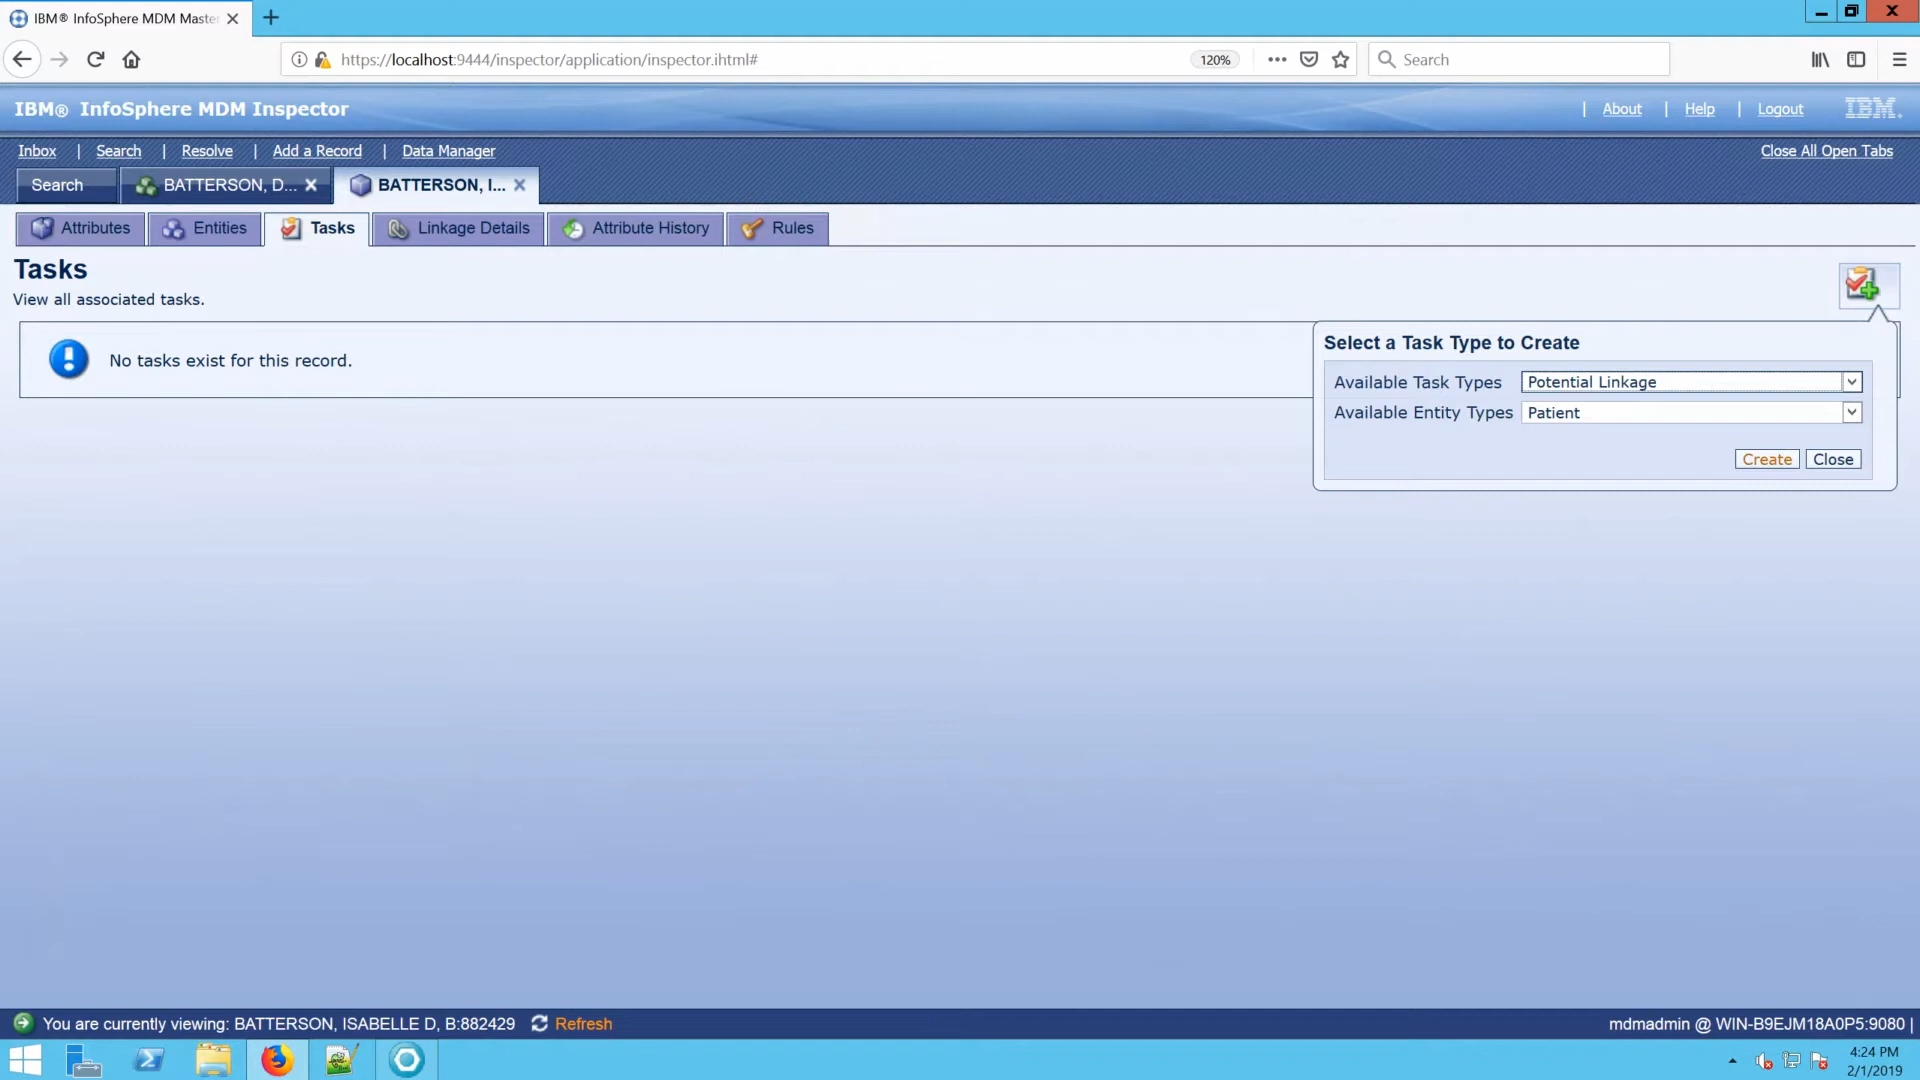 IBM® InfoSphere MDM Maste
https://localhost:9444/inspector/application/inspector.ihtml#
120%
Search
IBM® InfoSphere MDM Inspector
| About | Help | Logout
IBM
Inbox | Search | Resolve | Add a Record | Data Manager
Close All Open Tabs
Search
BATTERSON, D...
BATTERSON, I...
Attributes
Entities
Tasks
Linkage Details
Attribute History
Rules
Tasks
View all associated tasks.
No tasks exist for this record.
Select a Task Type to Create
Available Task Types Potential Linkage
Available Entity Types Patient
Create Close
You are currently viewing: BATTERSON, ISABELLE D, B:882429 Refresh
mdmadmin @ WIN-B9EJM18A0P5:9080 |
4:24 PM
2/1/2019